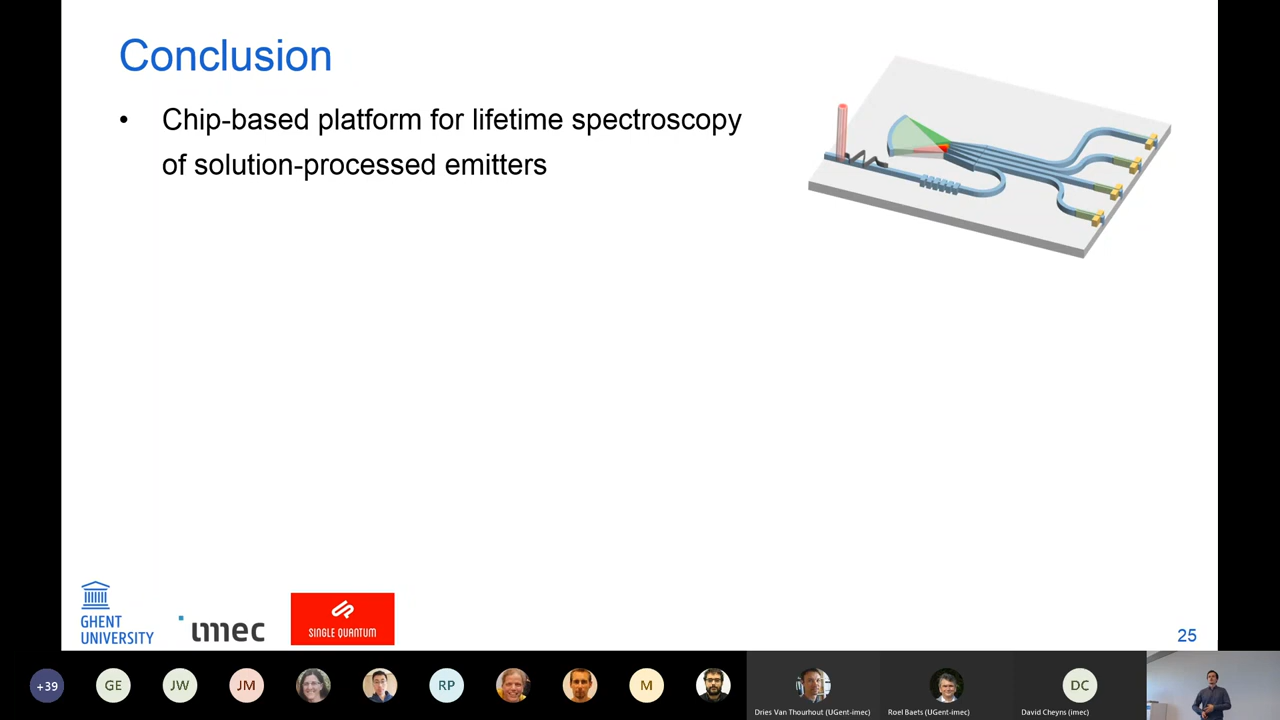 Conclusion
• Chip-based platform for lifetime spectroscopy
of solution-processed emitters
GHENT
UNIVERSITY
imec
SINGLE QUANTUM
25
+39
GE
JW
JM
RP
M
DC
Dries Van Thourhout (UGent-imec)
Roel Baets (UGent-imec)
David Cheyns (imec)